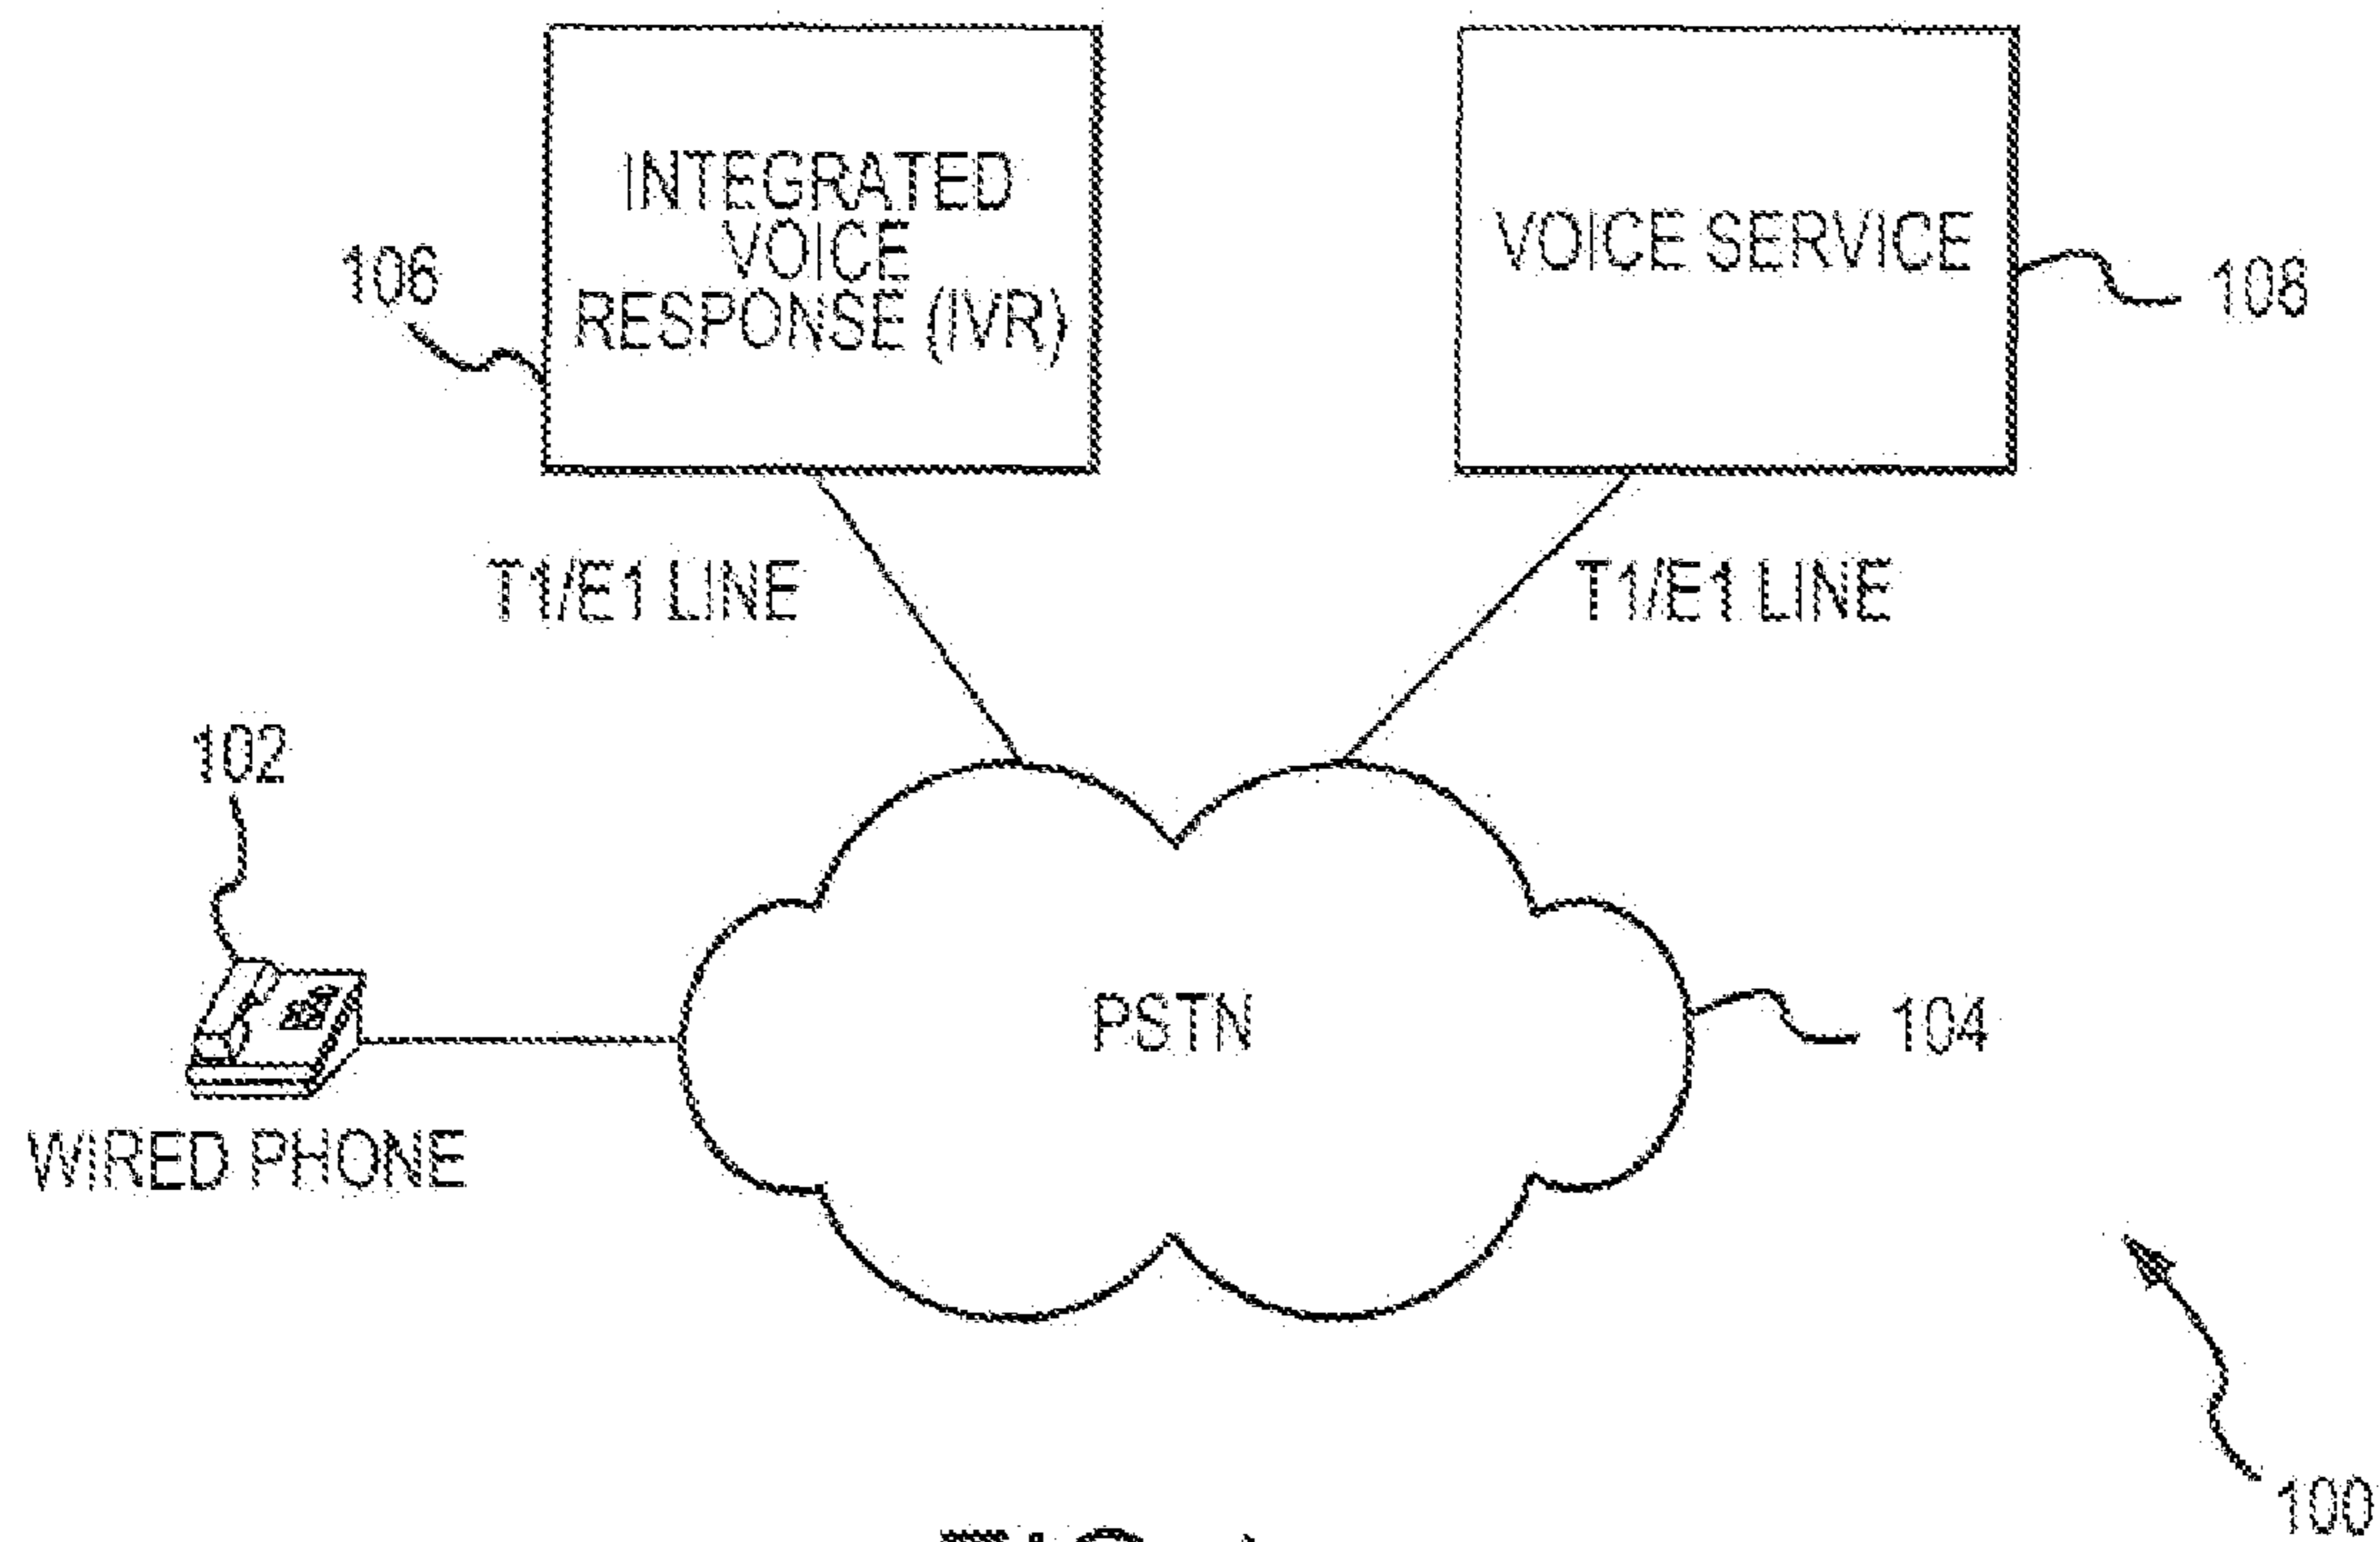 INTEGRATED
VOICE
RESPONSE (IVR)
106
VOICE SERVICE
108
T1/E1 LINE
T1/E1 LINE
102
PSTN
104
WIRED PHONE
100